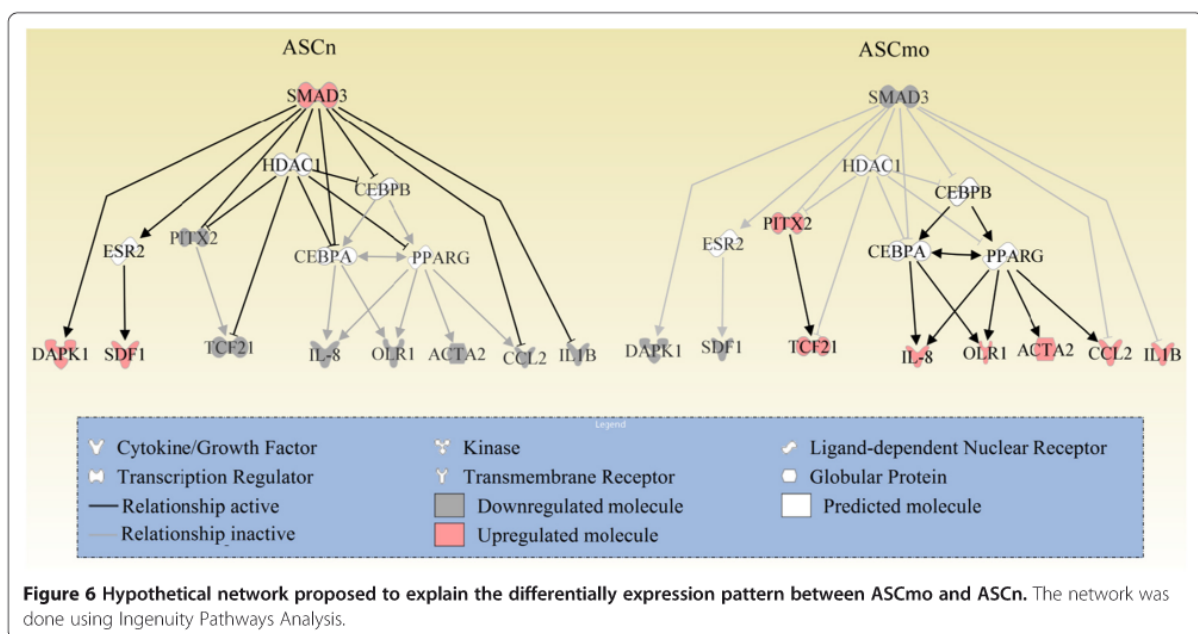 ASCn
ASCmo
SMAD3
HDAC1
CEBPB
PITX2
ESR2
CEBPA
PPARG
DAPK1
SDF1
TCF21
IL-8
OLR1
ACTA2
CCL2
IL1B
SMAD3
HDAC1
CEBPB
PITX2
ESR2
CEBPA
PPARG
DAPK1
SDF1
TCF21
IL-8
OLR1
ACTA2
CCL2
IL1B
Legend
Cytokine/Growth Factor
Kinase
Ligand-dependent Nuclear Receptor
Transcription Regulator
Transmembrane Receptor
Globular Protein
Relationship active
Downregulated molecule
Predicted molecule
Relationship_inactive
Upregulated molecule
Figure 6 Hypothetical network proposed to explain the differentially expression pattern between ASCmo and ASCn. The network was
done using Ingenuity Pathways Analysis.